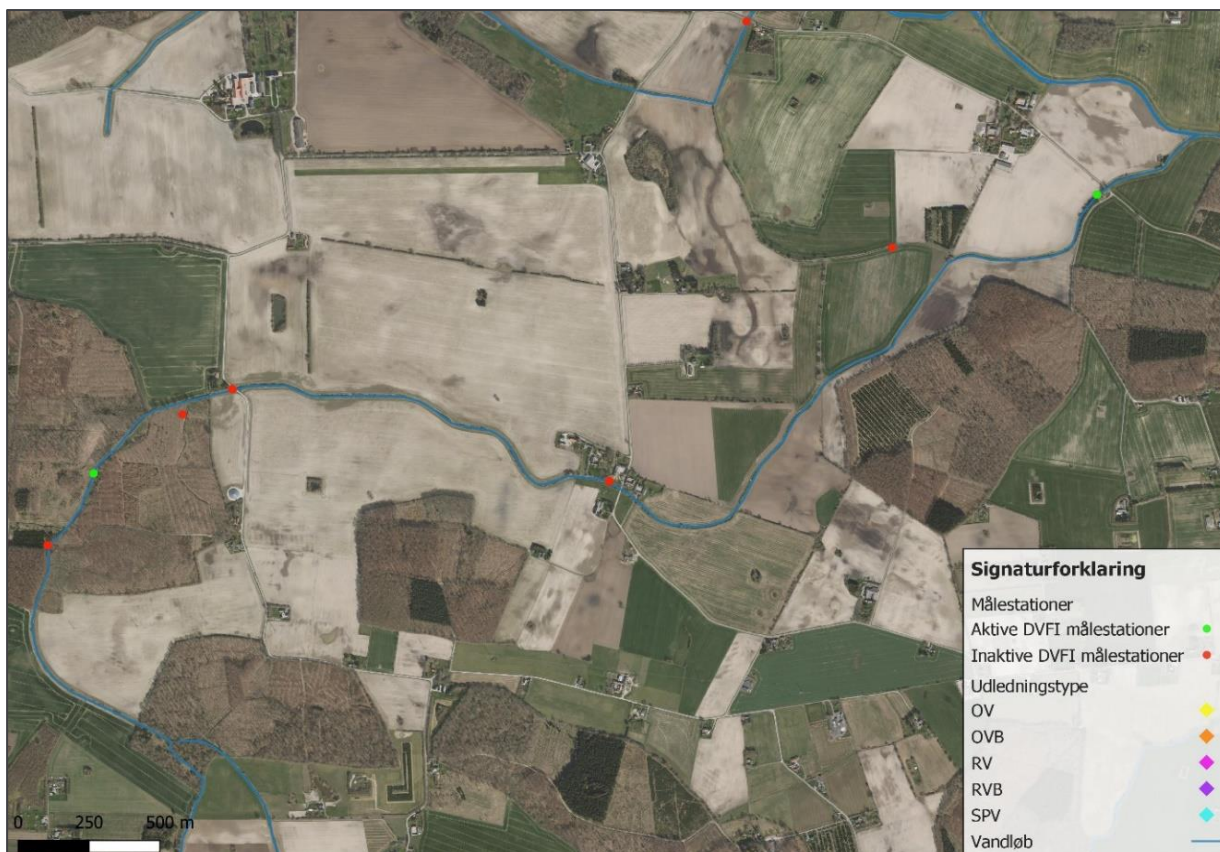 Signaturforklaring
Målestationer
Aktive DVFI målestationer
Inaktive DVFI målestationer
Udledningstype
OV
OVB
RV
RVB
SPV
Vandløb
0 250 500 m